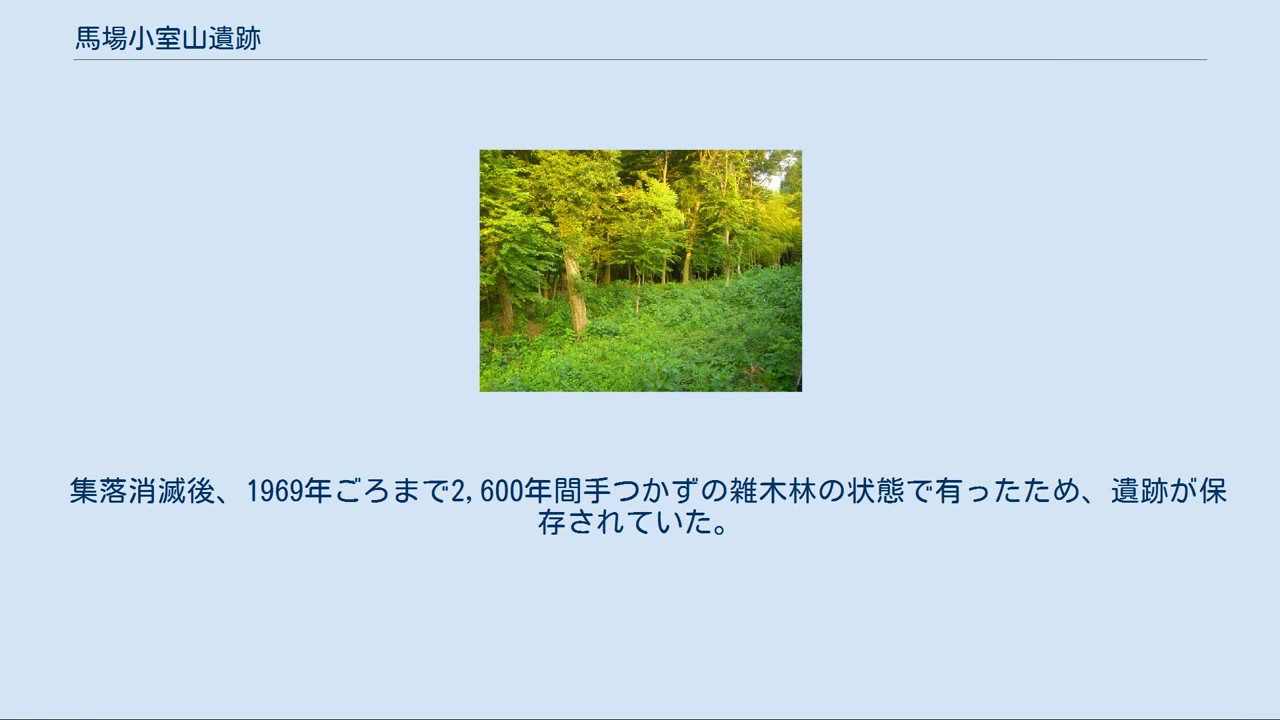 馬場小室山遺跡
集落消滅後、1969年ごろまで2,600年間手つかずの雑木林の状態で有ったため、遺跡が保
存されていた。